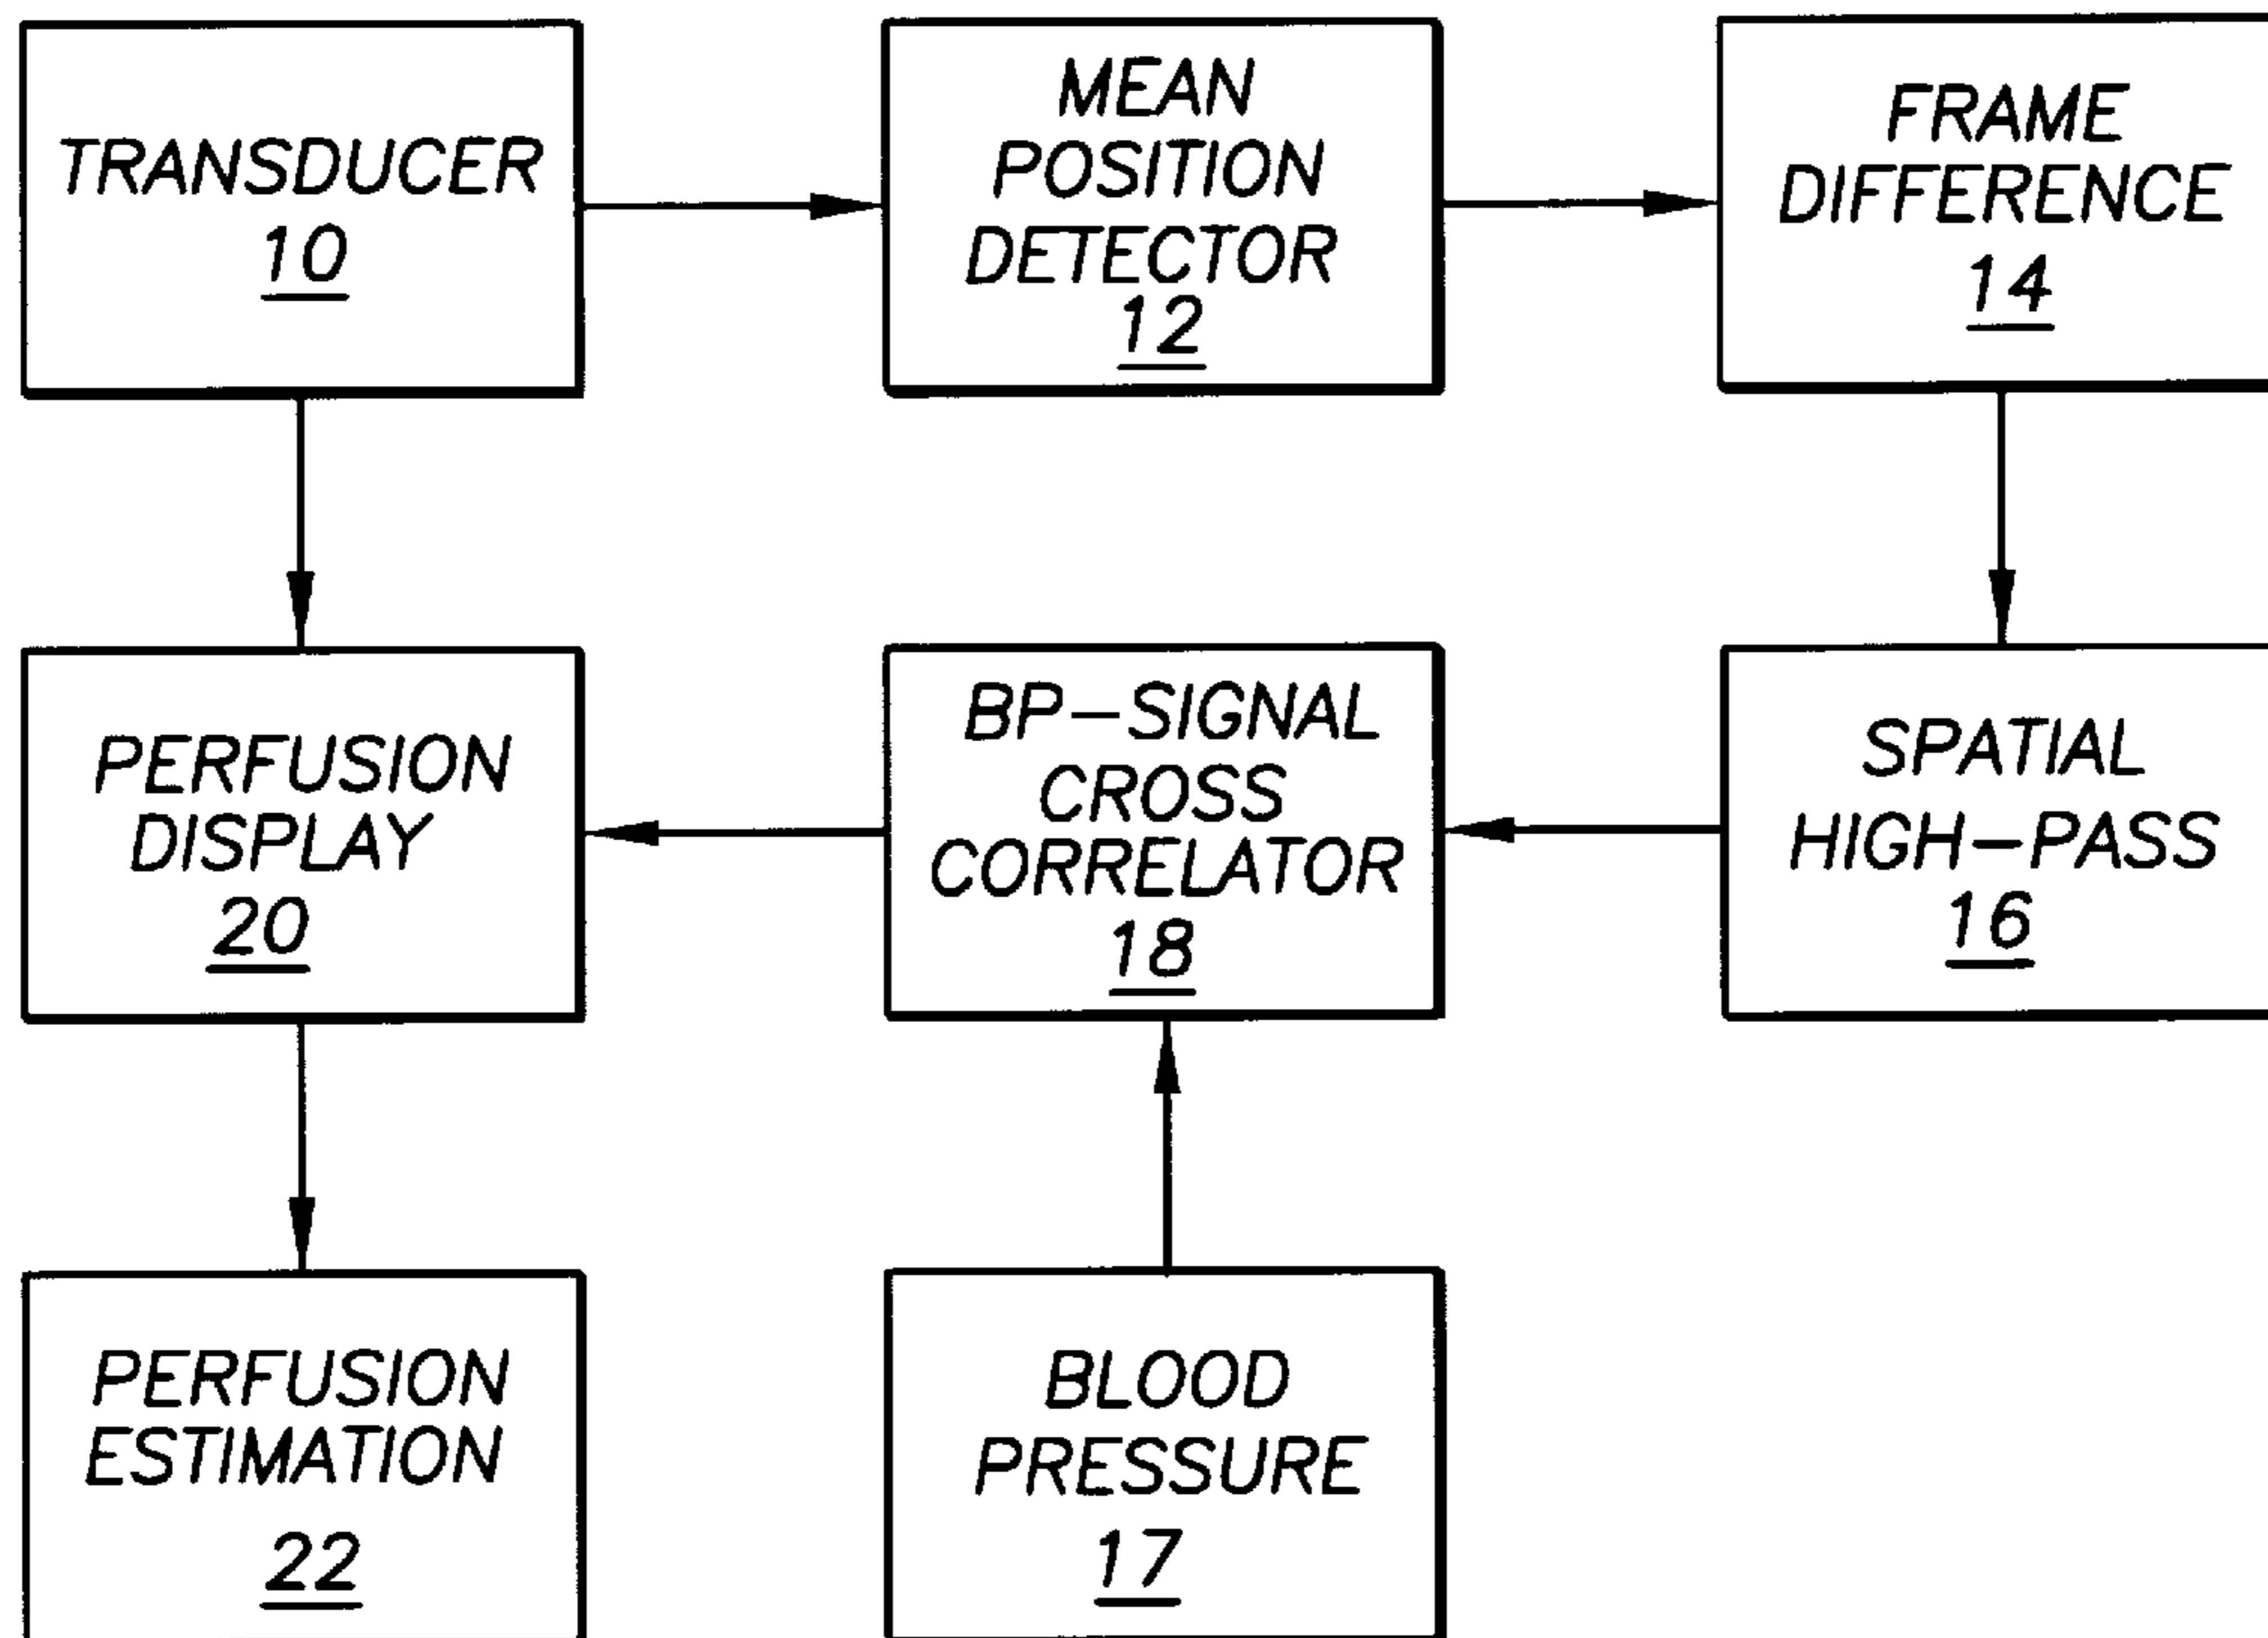 TRANSDUCER
10
MEAN
POSITION
DETECTOR
12
FRAME
DIFFERENCE
14
PERFUSION
DISPLAY
20
BP-SIGNAL
CROSS
CORRELATOR
18
SPATIAL
HIGH-PASS
16
PERFUSION
ESTIMATION
22
BLOOD
PRESSURE
17